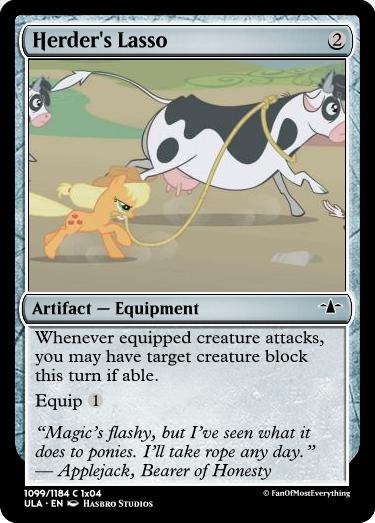 Herder's Lasso 2
Artifact — Equipment
Whenever equipped creature attacks,
you may have target creature block
this turn if able.
Equip 1
“Magic's flashy, but I've seen what it
does to ponies. I'll take rope any day.”
— Applejack, Bearer of Honesty
1099/1184 C 1x04
ULA • EN Hasbro Studios
© FanOfMostEverything